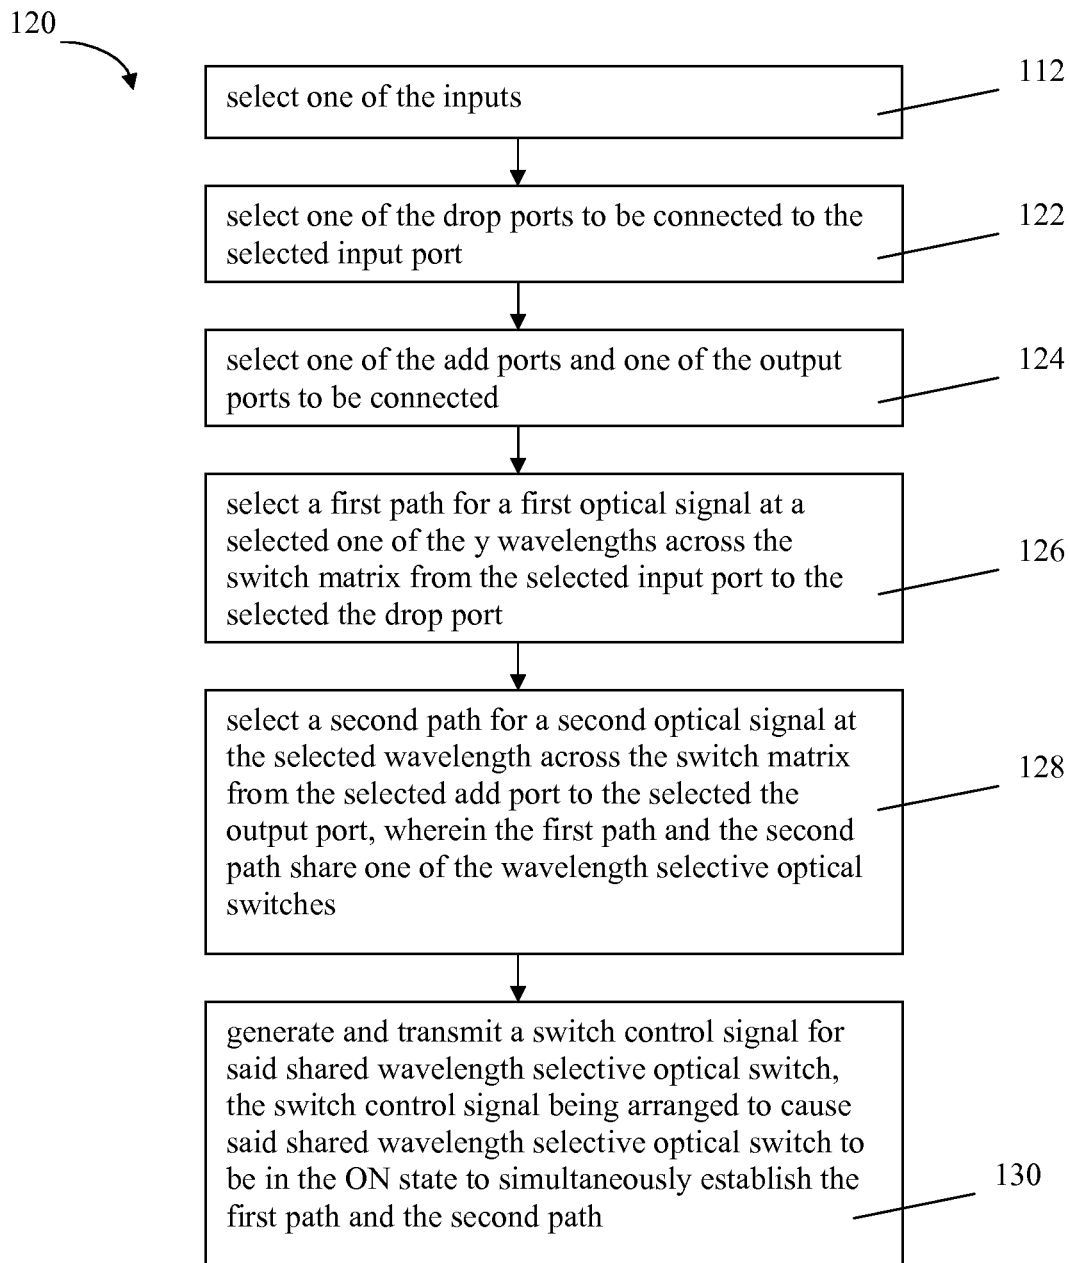 120
select one of the inputs
112
select one of the drop ports to be connected to the
selected input port
122
select one of the add ports and one of the output
ports to be connected
124
select a first path for a first optical signal at a
selected one of the y wavelengths across the
switch matrix from the selected input port to the
selected the drop port
126
select a second path for a second optical signal at
the selected wavelength across the switch matrix
from the selected add port to the selected the
output port, wherein the first path and the second
path share one of the wavelength selective optical
switches
128
generate and transmit a switch control signal for
said shared wavelength selective optical switch,
the switch control signal being arranged to cause
said shared wavelength selective optical switch to
be in the ON state to simultaneously establish the
first path and the second path
130